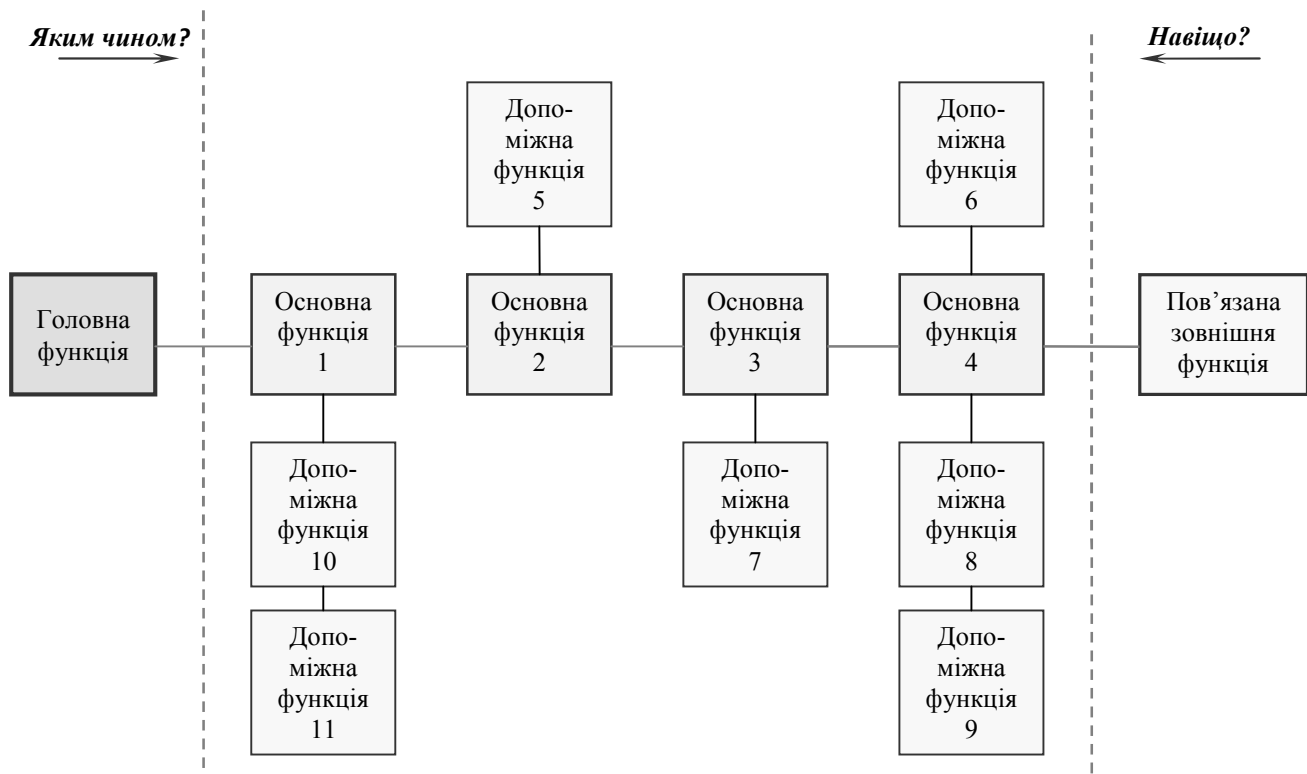 Яким чином?
Навіщо?
Допо-
міжна
функція
5
Допо-
міжна
функція
6
Головна
функція
Основна
функція
1
Основна
функція
2
Основна
функція
3
Основна
функція
4
Пов’язана
зовнішня
функція
Допо-
міжна
функція
10
Допо-
міжна
функція
7
Допо-
міжна
функція
8
Допо-
міжна
функція
11
Допо-
міжна
функція
9